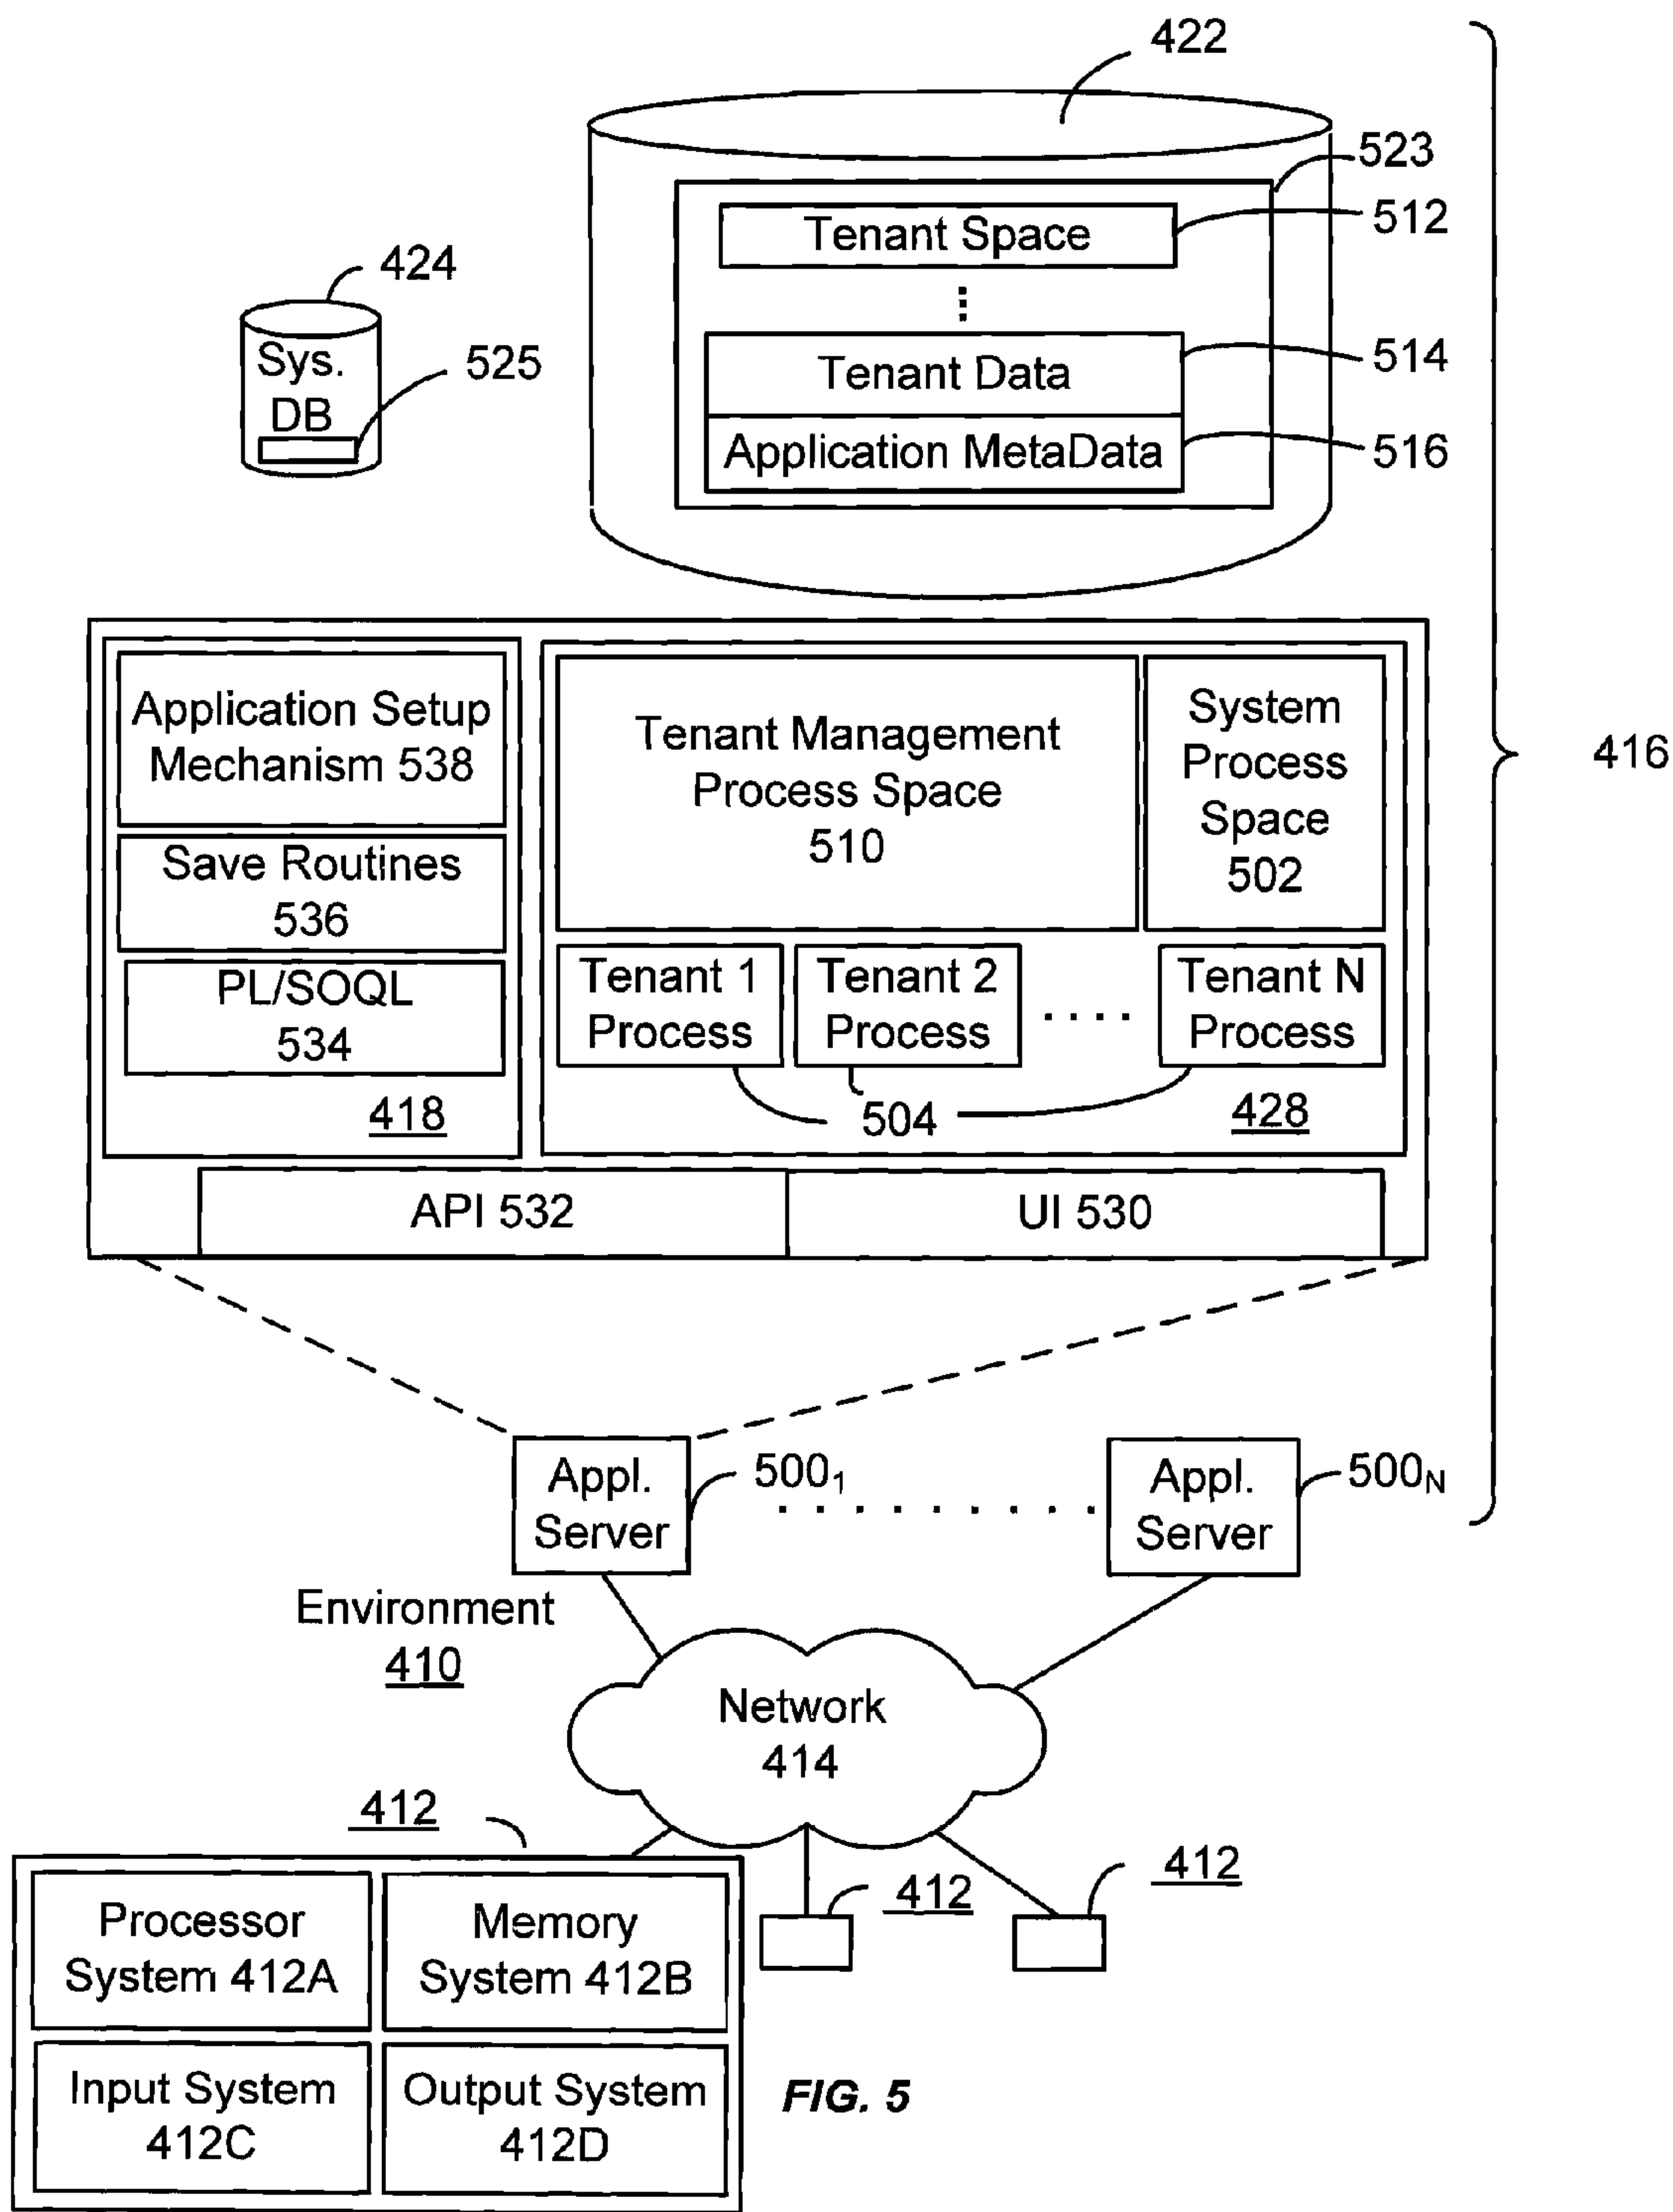 422
523
Tenant Space
512
424
Sys.
DB
525
Tenant Data
514
Application MetaData
516
416
Application Setup
Mechanism 538
Save Routines
536
PL/SOQL
534
418
Tenant Management
Process Space
510
System
Process
Space
502
Tenant 1
Process
Tenant 2
Process
....
Tenant N
Process
504
428
API 532
UI 530
Appl.
Server
500₁
..........
Appl.
Server
500N
Environment
410
Network
414
412
412
412
Processor
System 412A
Memory
System 412B
Input System
412C
Output System
412D
FIG. 5